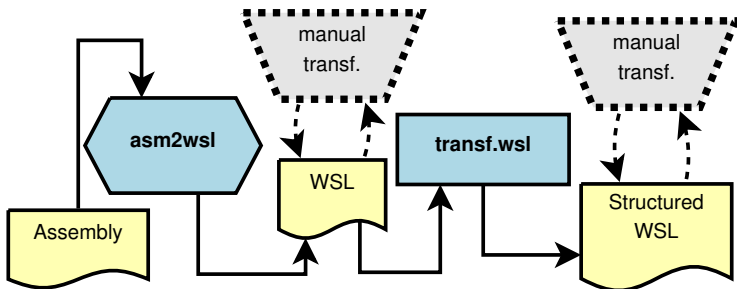 manual
transf.
manual
transf.
asm2wsl
transf.wsl
WSL
Assembly
Structured
WSL